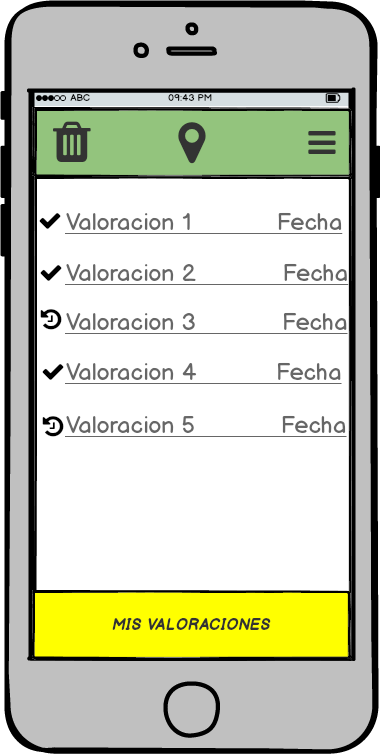 ABC 09:43 PM
Valoracion 1 Fecha
Valoracion 2 Fecha
Valoracion 3 Fecha
Valoracion 4 Fecha
Valoracion 5 Fecha
MIS VALORACIONES